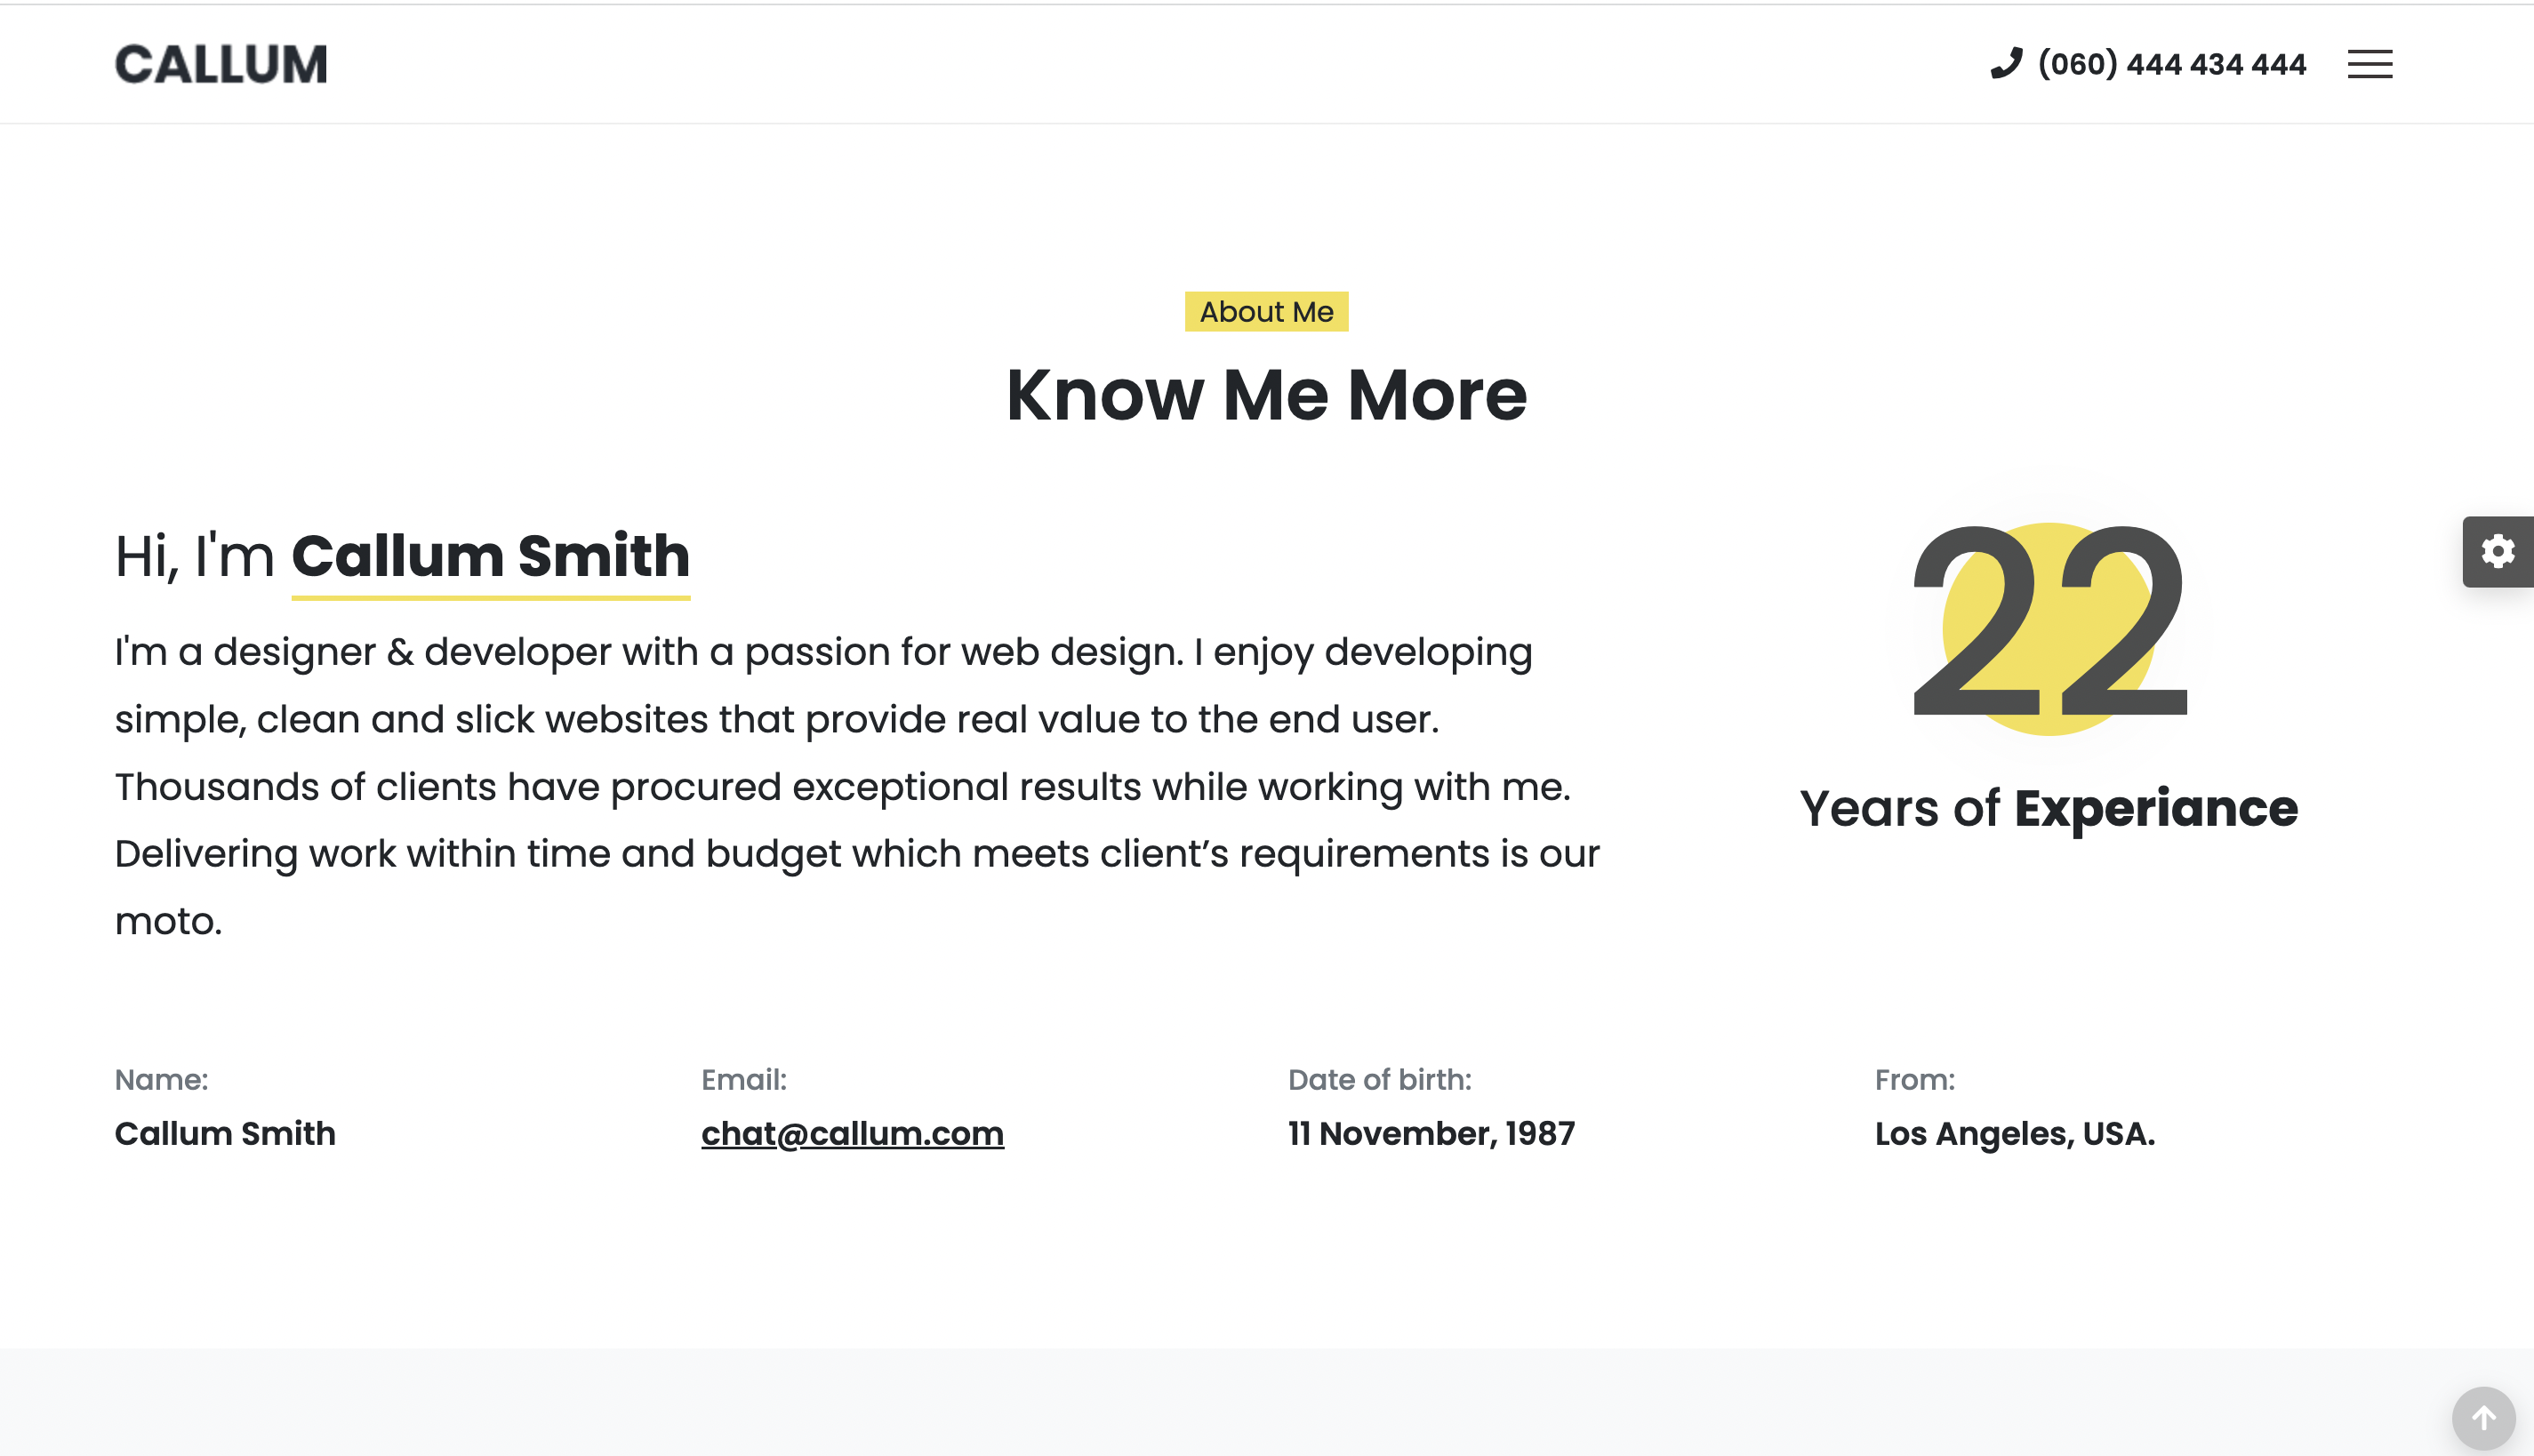 CALLUM
(060) 444 434 444
About Me
Know Me More
Hi, I'm Callum Smith
I'm a designer & developer with a passion for web design. I enjoy developing
simple, clean and slick websites that provide real value to the end user.
Thousands of clients have procured exceptional results while working with me.
Delivering work within time and budget which meets client’s requirements is our
moto.
22
Years of Experiance
Name:
Callum Smith
Email:
chat@callum.com
Date of birth:
11 November, 1987
From:
Los Angeles, USA.